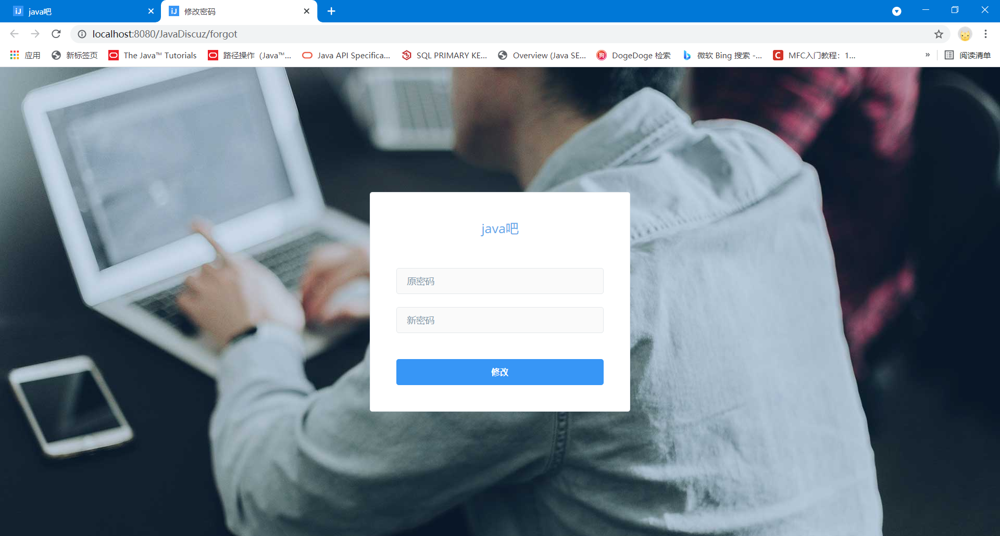 java吧
修改密码
localhost:8080/JavaDiscuz/forgot
应用
新标签页
The Java™ Tutorials
路径操作（Java™...
Java API Specifica...
SQL PRIMARY KE...
Overview (Java SE...
DogeDoge 检索
微软 Bing 搜索 -...
MFC入门教程：1...
»
阅读清单
java吧
原密码
新密码
修改